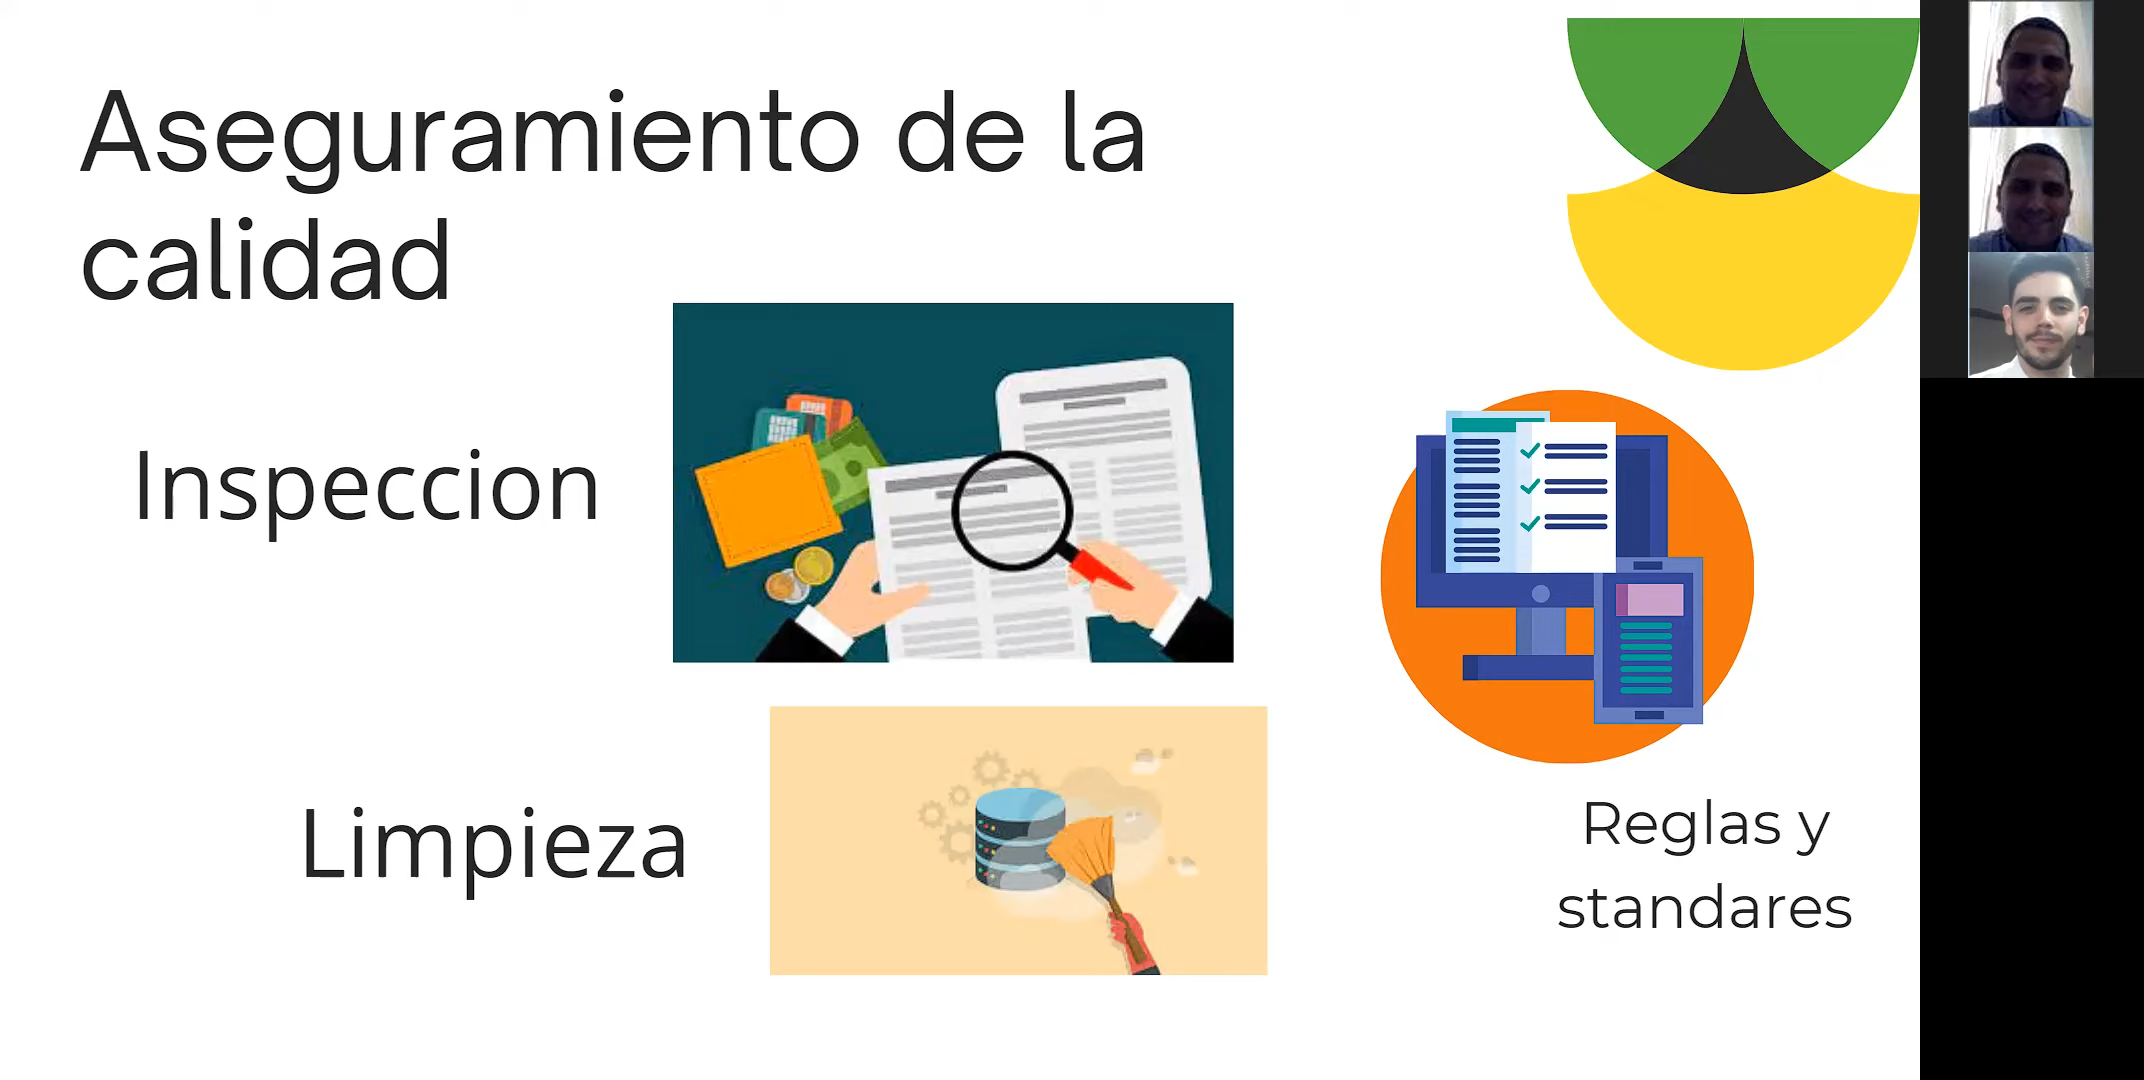 Aseguramiento de la
calidad
Inspeccion
Limpieza
Reglas y
standares